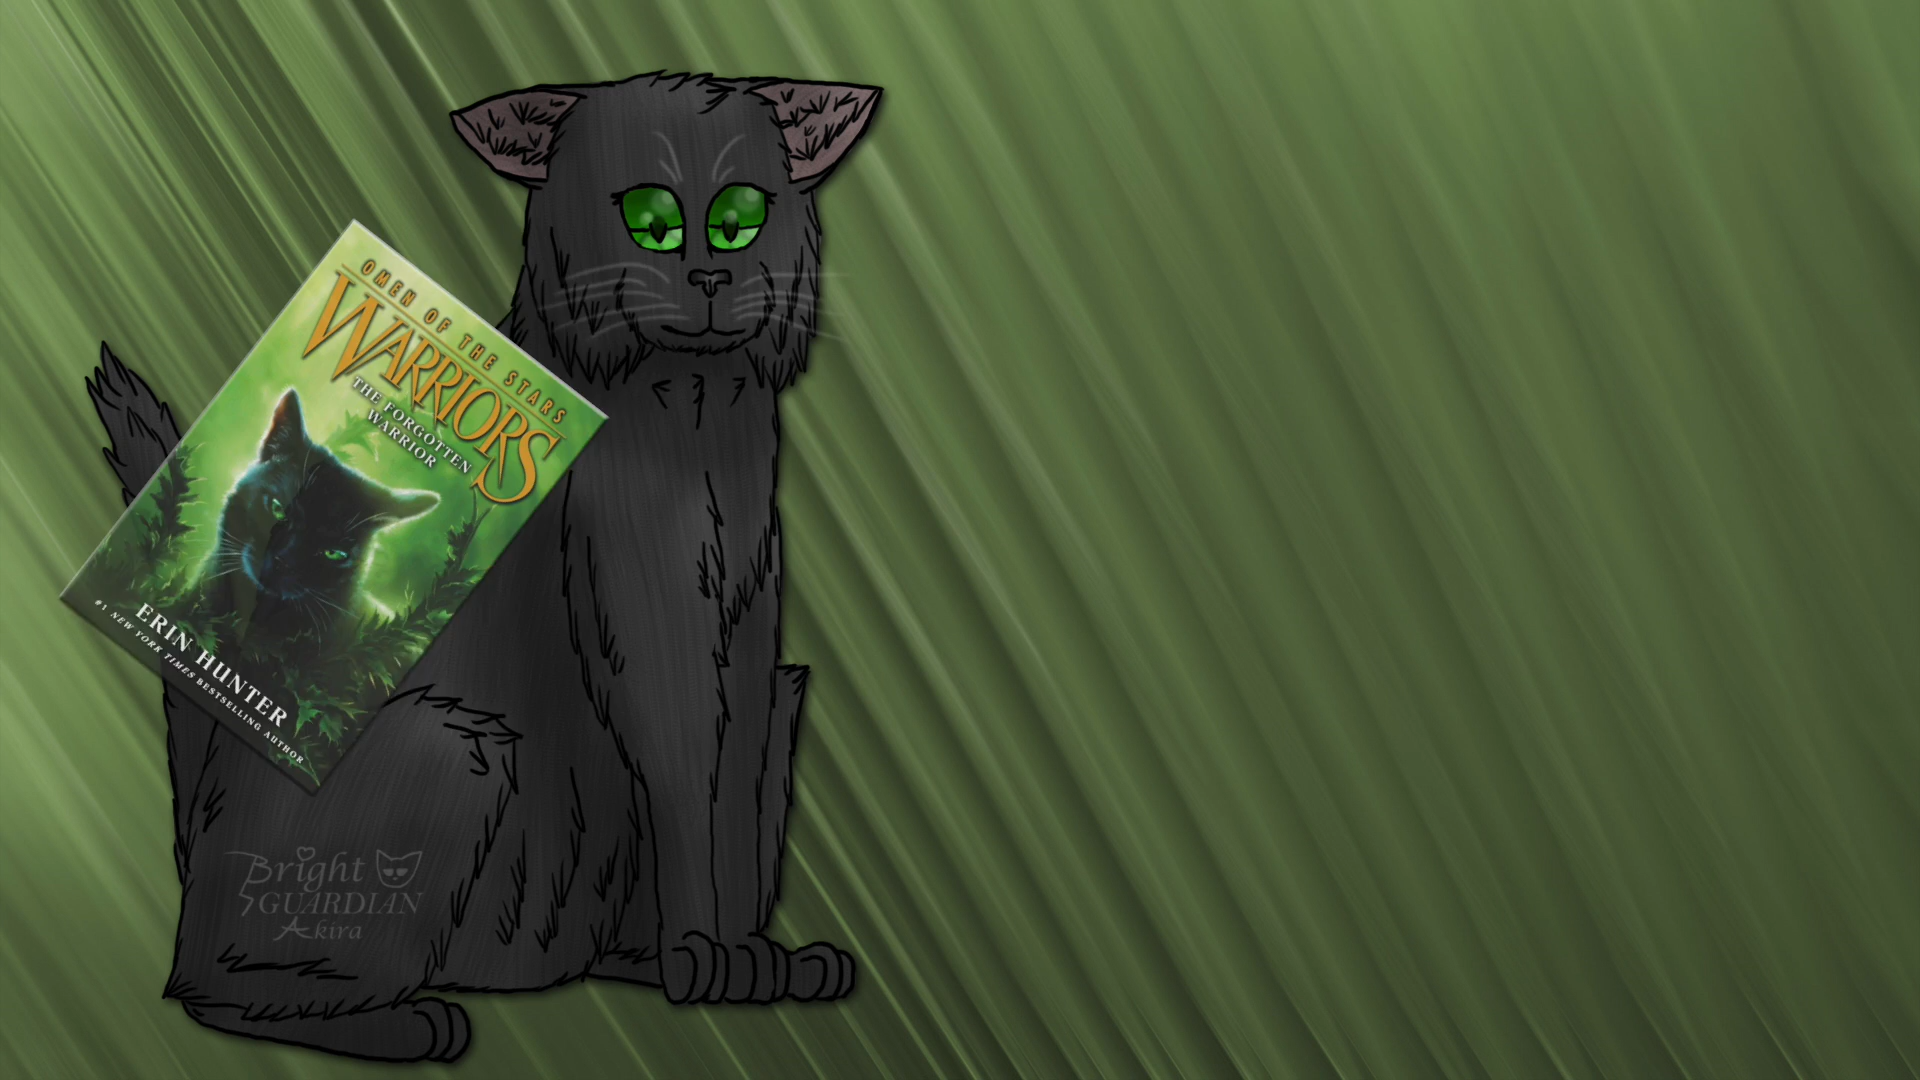 OMEN OF THE STARS
WARRIORS
THE FORGOTTEN
WARRIOR
ERIN HUNTER
#1 NEW YORK TIMES BESTSELLING AUTHOR
Bright
GUARDIAN
Akira